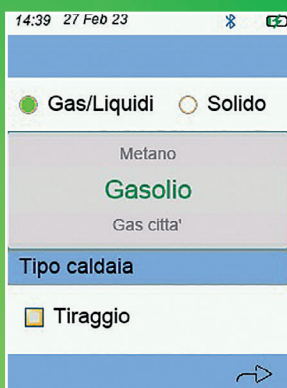 14:39 27 Feb 23
Gas/Liquidi Solido
Metano
Gasolio
Gas citta'
Tipo caldaia
Tiraggio